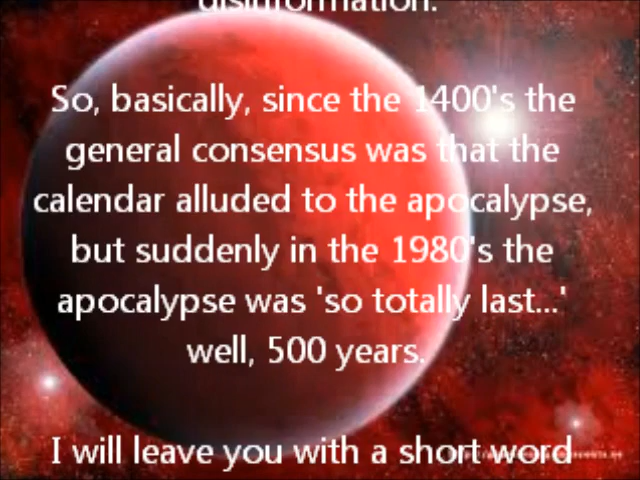 disinformation.
So, basically, since the 1400's the
general consensus was that the
calendar alluded to the apocalypse,
but suddenly in the 1980's the
apocalypse was 'so totally last...'
well, 500 years.
I will leave you with a short word